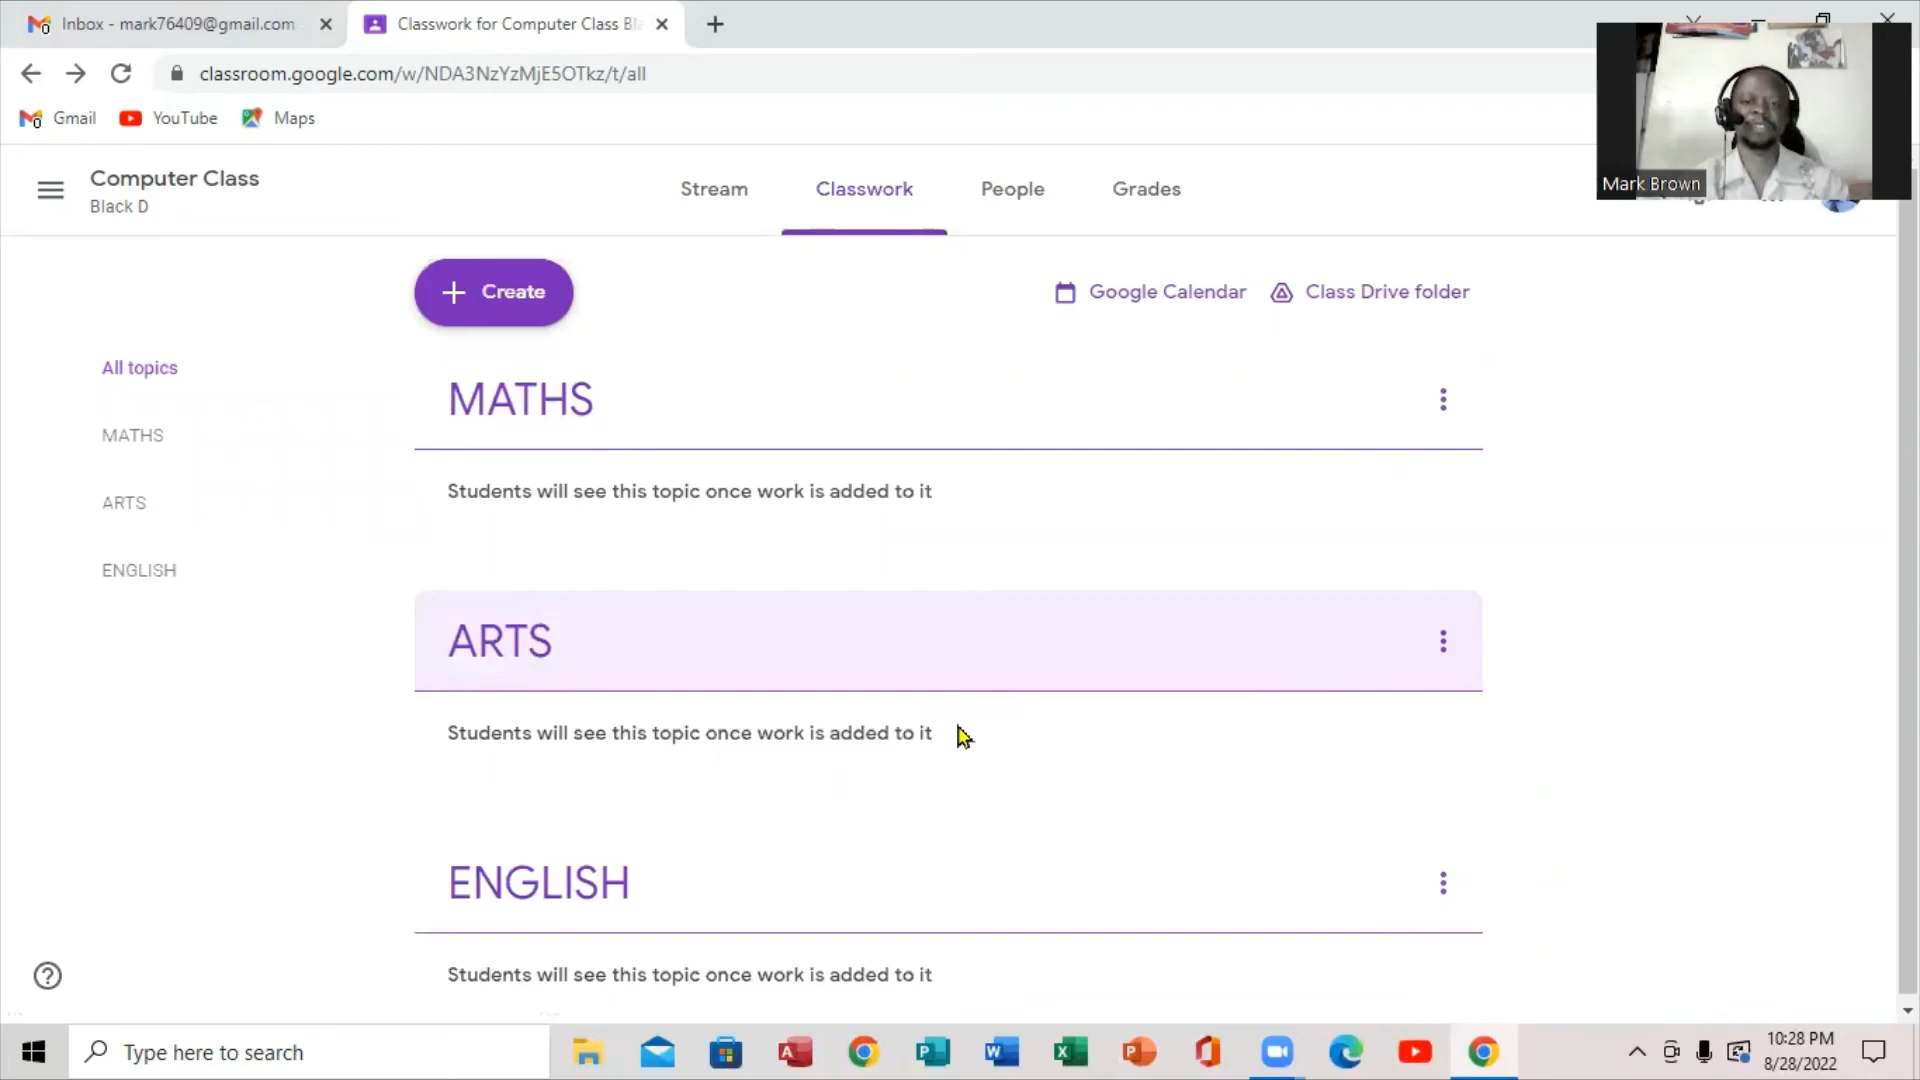 Inbox - mark76409@gmail.com
Classwork for Computer Class Bla
classroom.google.com/w/NDA3NzYzMjE5OTkz/t/all
Gmail
YouTube
Maps
Mark Brown
Computer Class
Black D
Stream
Classwork
People
Grades
Create
Google Calendar
Class Drive folder
All topics
MATHS
ARTS
ENGLISH
MATHS
Students will see this topic once work is added to it
ARTS
Students will see this topic once work is added to it
ENGLISH
Students will see this topic once work is added to it
Type here to search
10:28 PM
8/28/2022